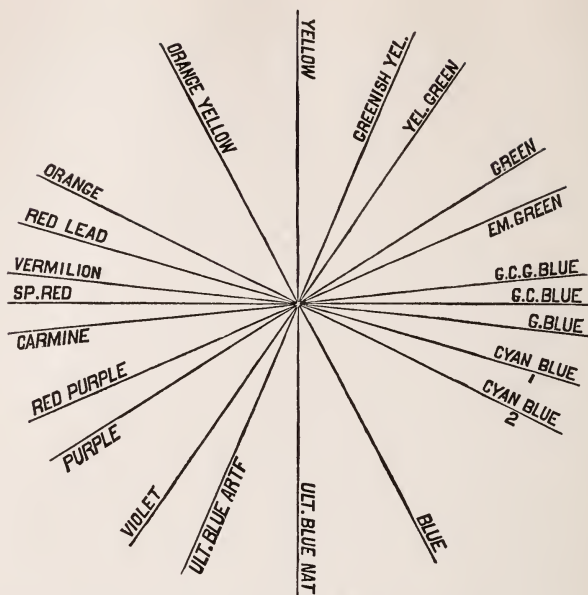 YELLOW
GREENISH YEL.
YEL. GREEN
GREEN
EM. GREEN
G.C.G. BLUE
G.C. BLUE
G. BLUE
CYAN BLUE
1
CYAN BLUE
2
BLUE
ULT. BLUE NAT
ULT. BLUE ARTF
VIOLET
PURPLE
RED PURPLE
CARMINE
SP. RED
VERMILION
RED LEAD
ORANGE
ORANGE YELLOW